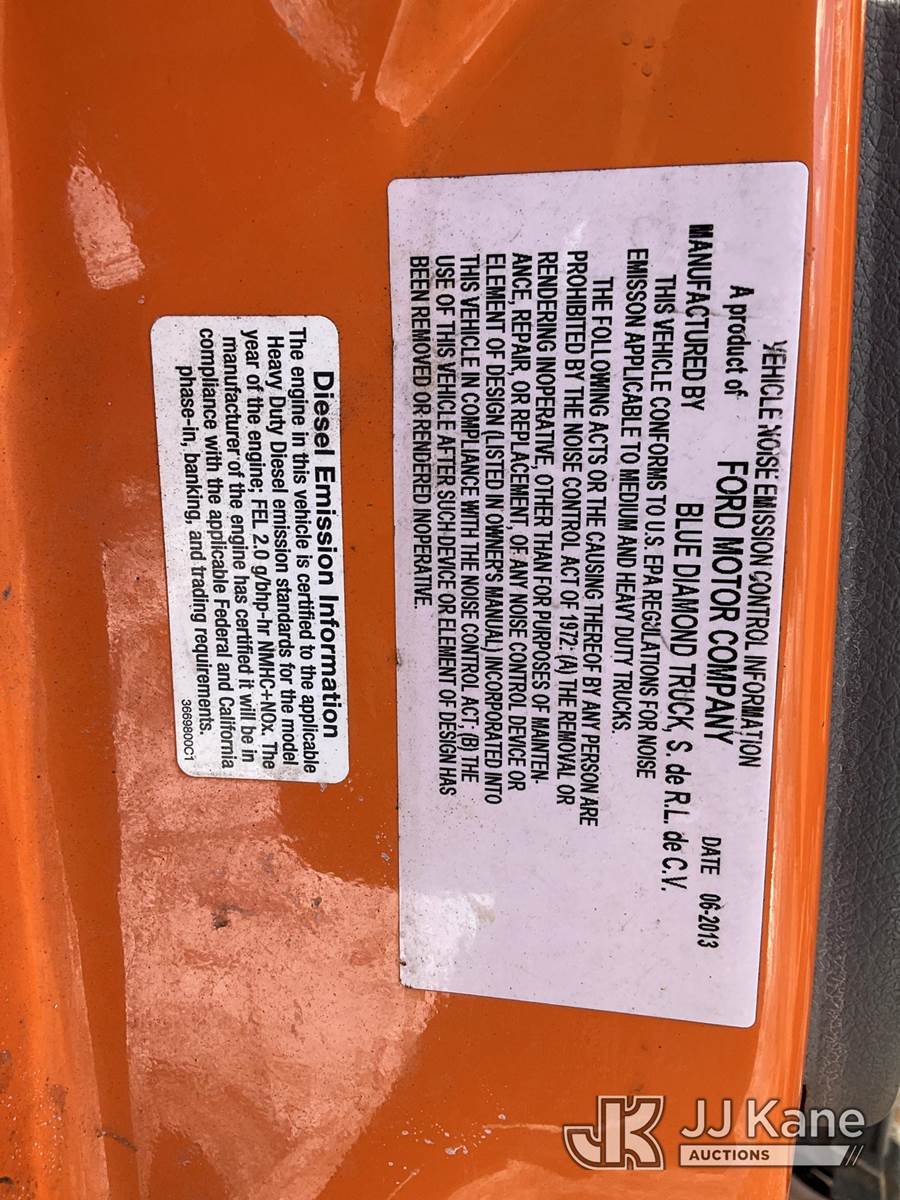 VEHICLE NOISE EMISSION CONTROL INFORMATION
A product of FORD MOTOR COMPANY
MANUFACTURED BY BLUE DIAMOND TRUCK, S. de R.L. de C.V. DATE 06-2013
THIS VEHICLE CONFORMS TO U.S. EPA REGULATIONS FOR NOISE
EMISSON APPLICABLE TO MEDIUM AND HEAVY DUTY TRUCKS.
THE FOLLOWING ACTS OR THE CAUSING THEREOF BY ANY PERSON ARE
PROHIBITED BY THE NOISE CONTROL ACT OF 1972: (A) THE REMOVAL OR
RENDERING INOPERATIVE, OTHER THAN FOR PURPOSES OF MAINTEN-
ANCE, REPAIR, OR REPLACEMENT, OF ANY NOISE CONTROL DEVICE OR
ELEMENT OF DESIGN (LISTED IN OWNER'S MANUAL) INCORPORATED INTO
THIS VEHICLE IN COMPLIANCE WITH THE NOISE CONTROL ACT; (B) THE
USE OF THIS VEHICLE AFTER SUCH DEVICE OR ELEMENT OF DESIGN HAS
BEEN REMOVED OR RENDERED INOPERATIVE.
Diesel Emission Information
The engine in this vehicle is certified to the applicable
Heavy Duty Diesel emission standards for the model
year of the engine; FEL 2.0 g/bhp-hr NMHC+NOx. The
manufacturer of the engine has certified it will be in
compliance with the applicable Federal and California
phase-in, banking, and trading requirements.
3669800C1
JK JJ Kane
AUCTIONS